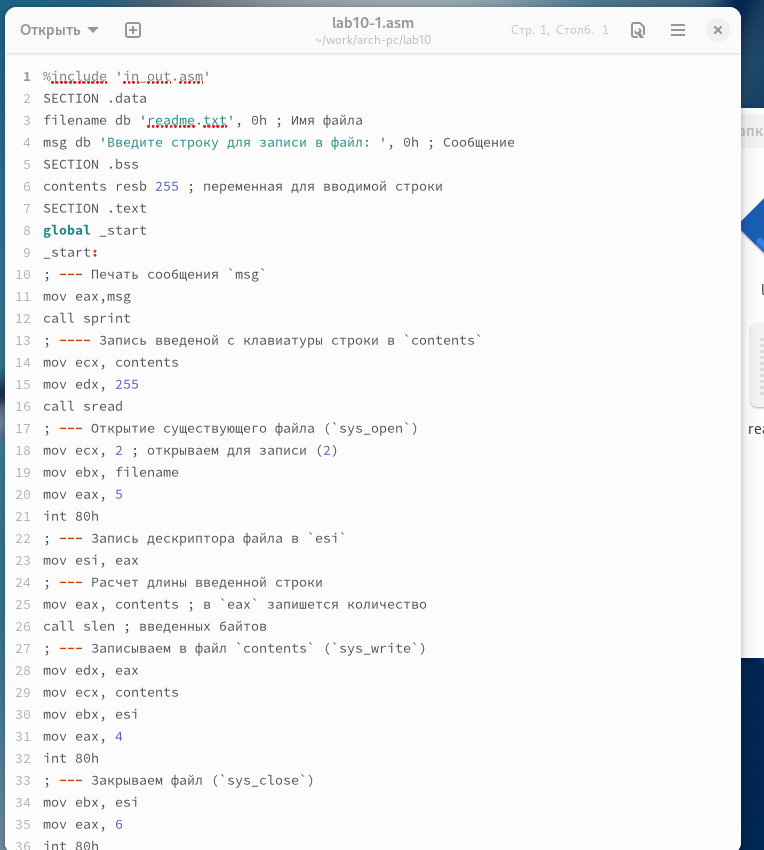 Открыть
lab10-1.asm
~/work/arch-pc/lab10
Стр. 1, Столб. 1
1 %include 'in_out.asm'
2 SECTION .data
3 filename db 'readme.txt', 0h ; Имя файла
4 msg db 'Введите строку для записи в файл: ', 0h ; Сообщение
5 SECTION .bss
6 contents resb 255 ; переменная для вводимой строки
7 SECTION .text
8 global _start
9 _start:
10 ; --- Печать сообщения `msg`
11 mov eax,msg
12 call sprint
13 ; ---- Запись введеной с клавиатуры строки в `contents`
14 mov ecx, contents
15 mov edx, 255
16 call sread
17 ; --- Открытие существующего файла (`sys_open`)
18 mov ecx, 2 ; открываем для записи (2)
19 mov ebx, filename
20 mov eax, 5
21 int 80h
22 ; --- Запись дескриптора файла в `esi`
23 mov esi, eax
24 ; --- Расчет длины введенной строки
25 mov eax, contents ; в `eax` запишется количество
26 call slen ; введенных байтов
27 ; --- Записываем в файл `contents` (`sys_write`)
28 mov edx, eax
29 mov ecx, contents
30 mov ebx, esi
31 mov eax, 4
32 int 80h
33 ; --- Закрываем файл (`sys_close`)
34 mov ebx, esi
35 mov eax, 6
36 int 80h